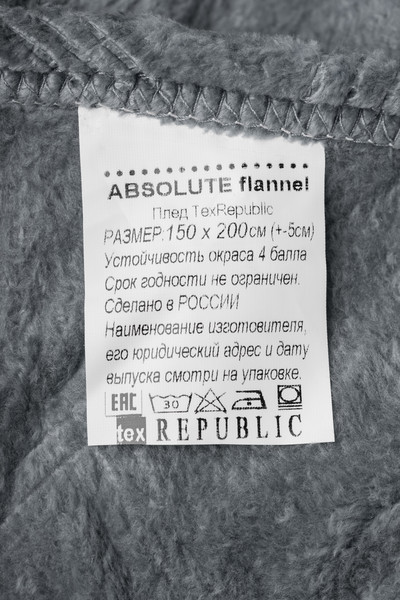 ABSOLUTE flannel
Плед TexRepublic
РАЗМЕР:150 x 200см (+-5см)
Устойчивость окраса 4 балла
Срок годности не ограничен.
Сделано в РОССИИ
Наименование изготовителя,
его юридический адрес и дату
выпуска смотри на упаковке.
EAC 30
tex REPUBLIC